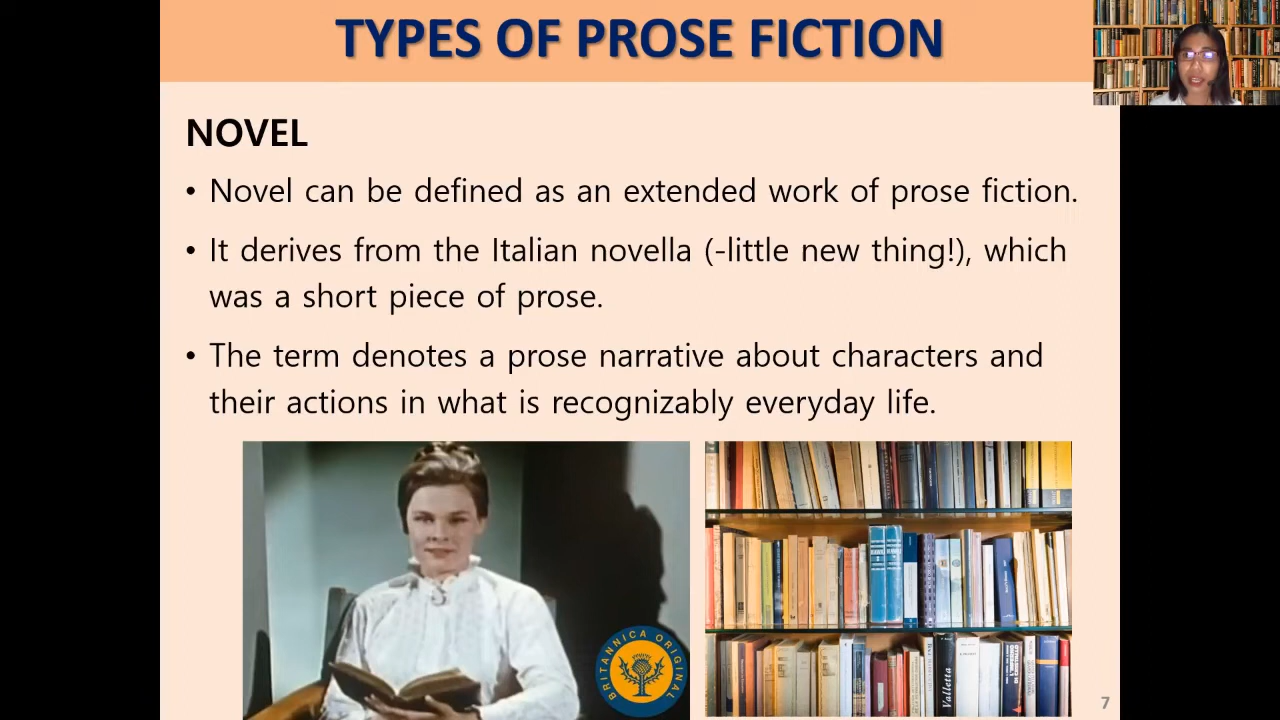 TYPES OF PROSE FICTION
NOVEL
• Novel can be defined as an extended work of prose fiction.
• It derives from the Italian novella (-little new thing!), which
was a short piece of prose.
• The term denotes a prose narrative about characters and
their actions in what is recognizably everyday life.
BRITANNICA ORIGINAL
Valletta
7